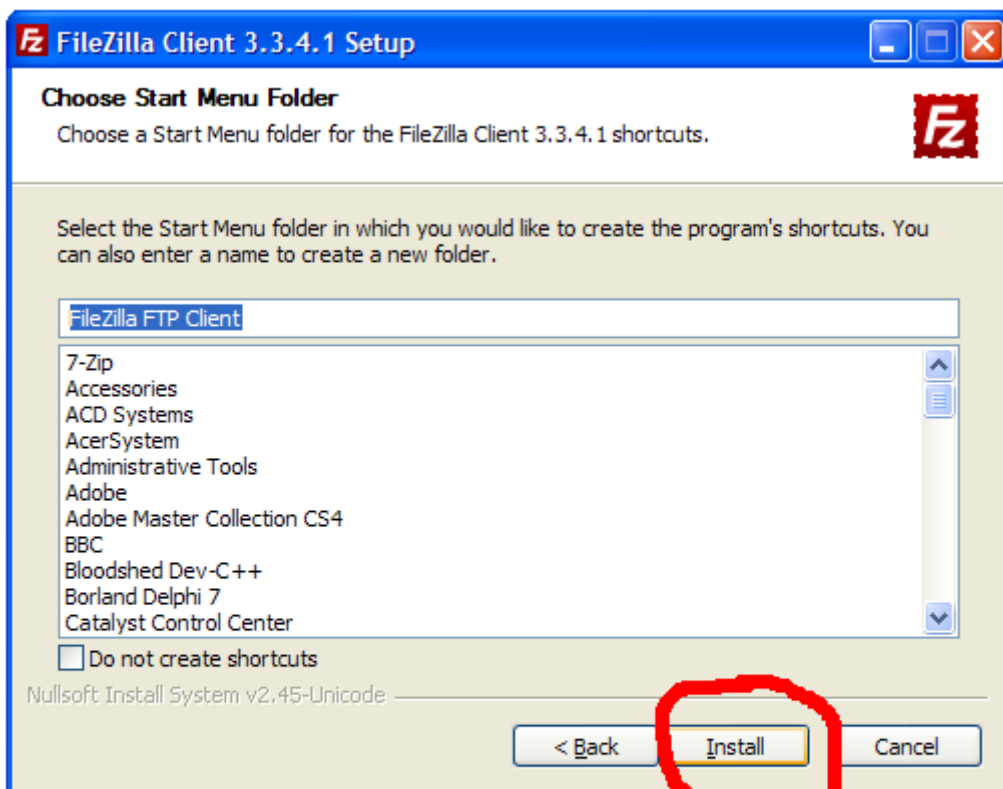 FileZilla Client 3.3.4.1 Setup
Choose Start Menu Folder
Choose a Start Menu folder for the FileZilla Client 3.3.4.1 shortcuts.
Fz
Select the Start Menu folder in which you would like to create the program's shortcuts. You
can also enter a name to create a new folder.
FileZilla FTP Client
7-Zip
Accessories
ACD Systems
AcerSystem
Administrative Tools
Adobe
Adobe Master Collection CS4
BBC
Bloodshed Dev-C++
Borland Delphi 7
Catalyst Control Center
Do not create shortcuts
Nullsoft Install System v2.45-Unicode
< Back Install Cancel